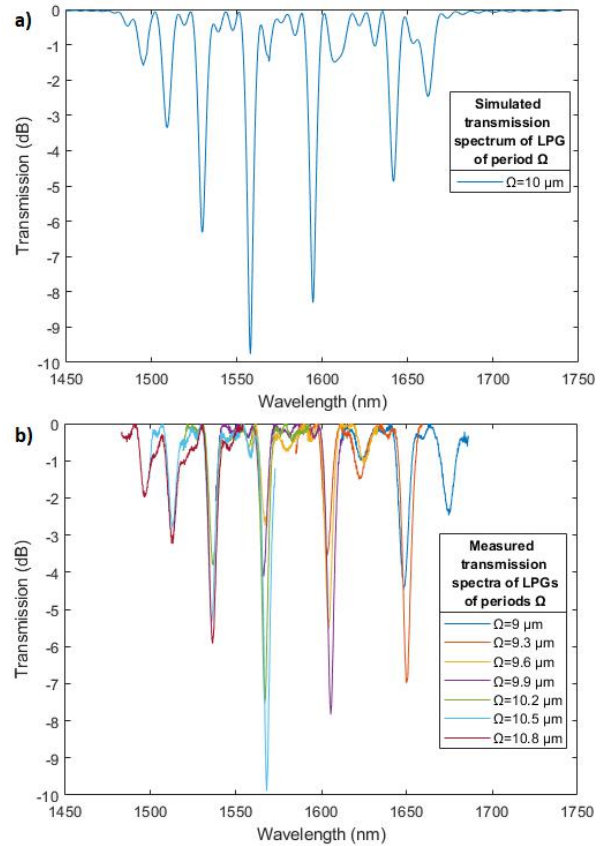 a)
0
-1
-2
-3
-4
-5
-6
-7
-8
-9
-10
Transmission (dB)
Simulated
transmission
spectrum of LPG
of period Ω
Ω=10 µm
1450 1500 1550 1600 1650 1700 1750
Wavelength (nm)
b)
0
-1
-2
-3
-4
-5
-6
-7
-8
-9
-10
Transmission (dB)
Measured
transmission
spectra of LPGs
of periods Ω
Ω=9 µm
Ω=9.3 µm
Ω=9.6 µm
Ω=9.9 µm
Ω=10.2 µm
Ω=10.5 µm
Ω=10.8 µm
1450 1500 1550 1600 1650 1700 1750
Wavelength (nm)